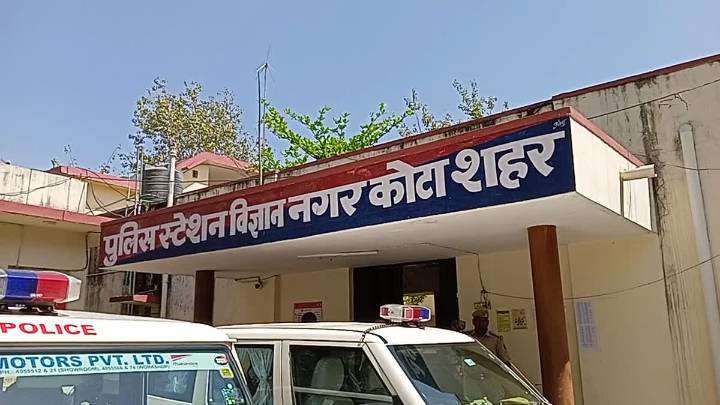 पुलिस स्टेशन विज्ञान नगर कोटा शहर
POLICE
MOTORS PVT. LTD.